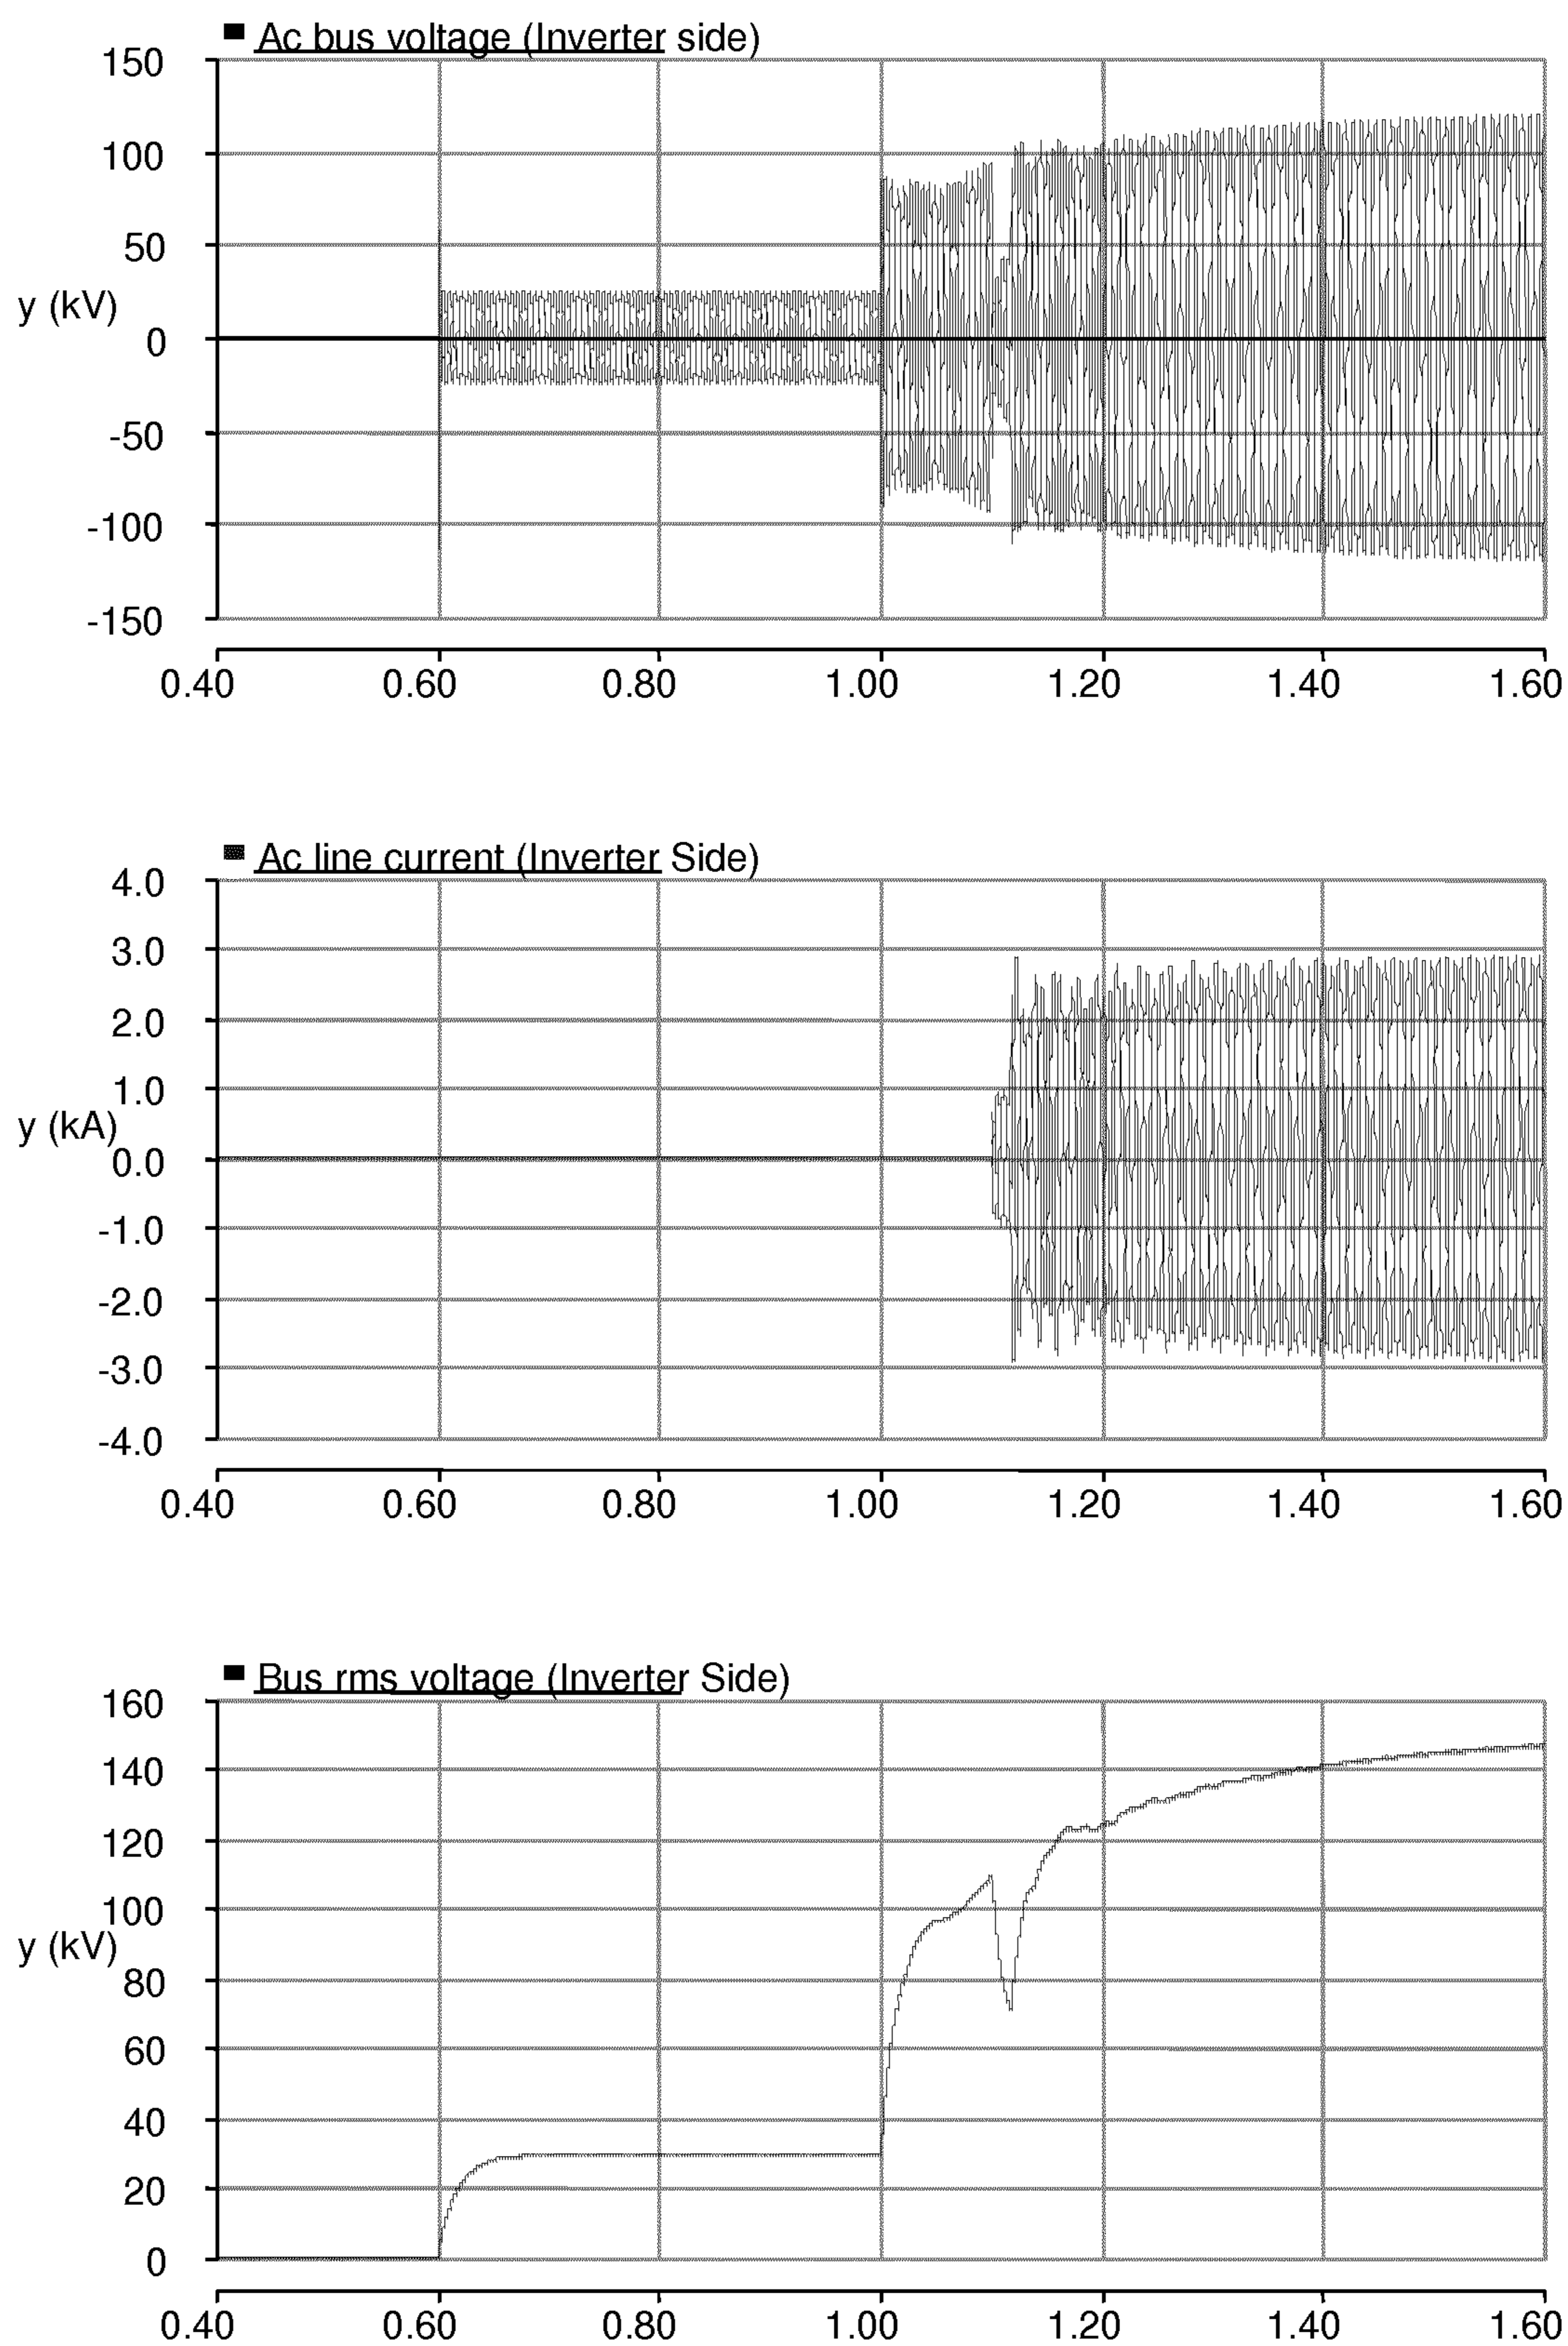 Ac bus voltage (Inverter side)
150
100
50
y (kV)
0
-50
-100
-150
0.40 0.60 0.80 1.00 1.20 1.40 1.60
Ac line current (Inverter Side)
4.0
3.0
2.0
1.0
y (kA)
0.0
-1.0
-2.0
-3.0
-4.0
0.40 0.60 0.80 1.00 1.20 1.40 1.60
Bus rms voltage (Inverter Side)
160
140
120
100
y (kV)
80
60
40
20
0
0.40 0.60 0.80 1.00 1.20 1.40 1.60